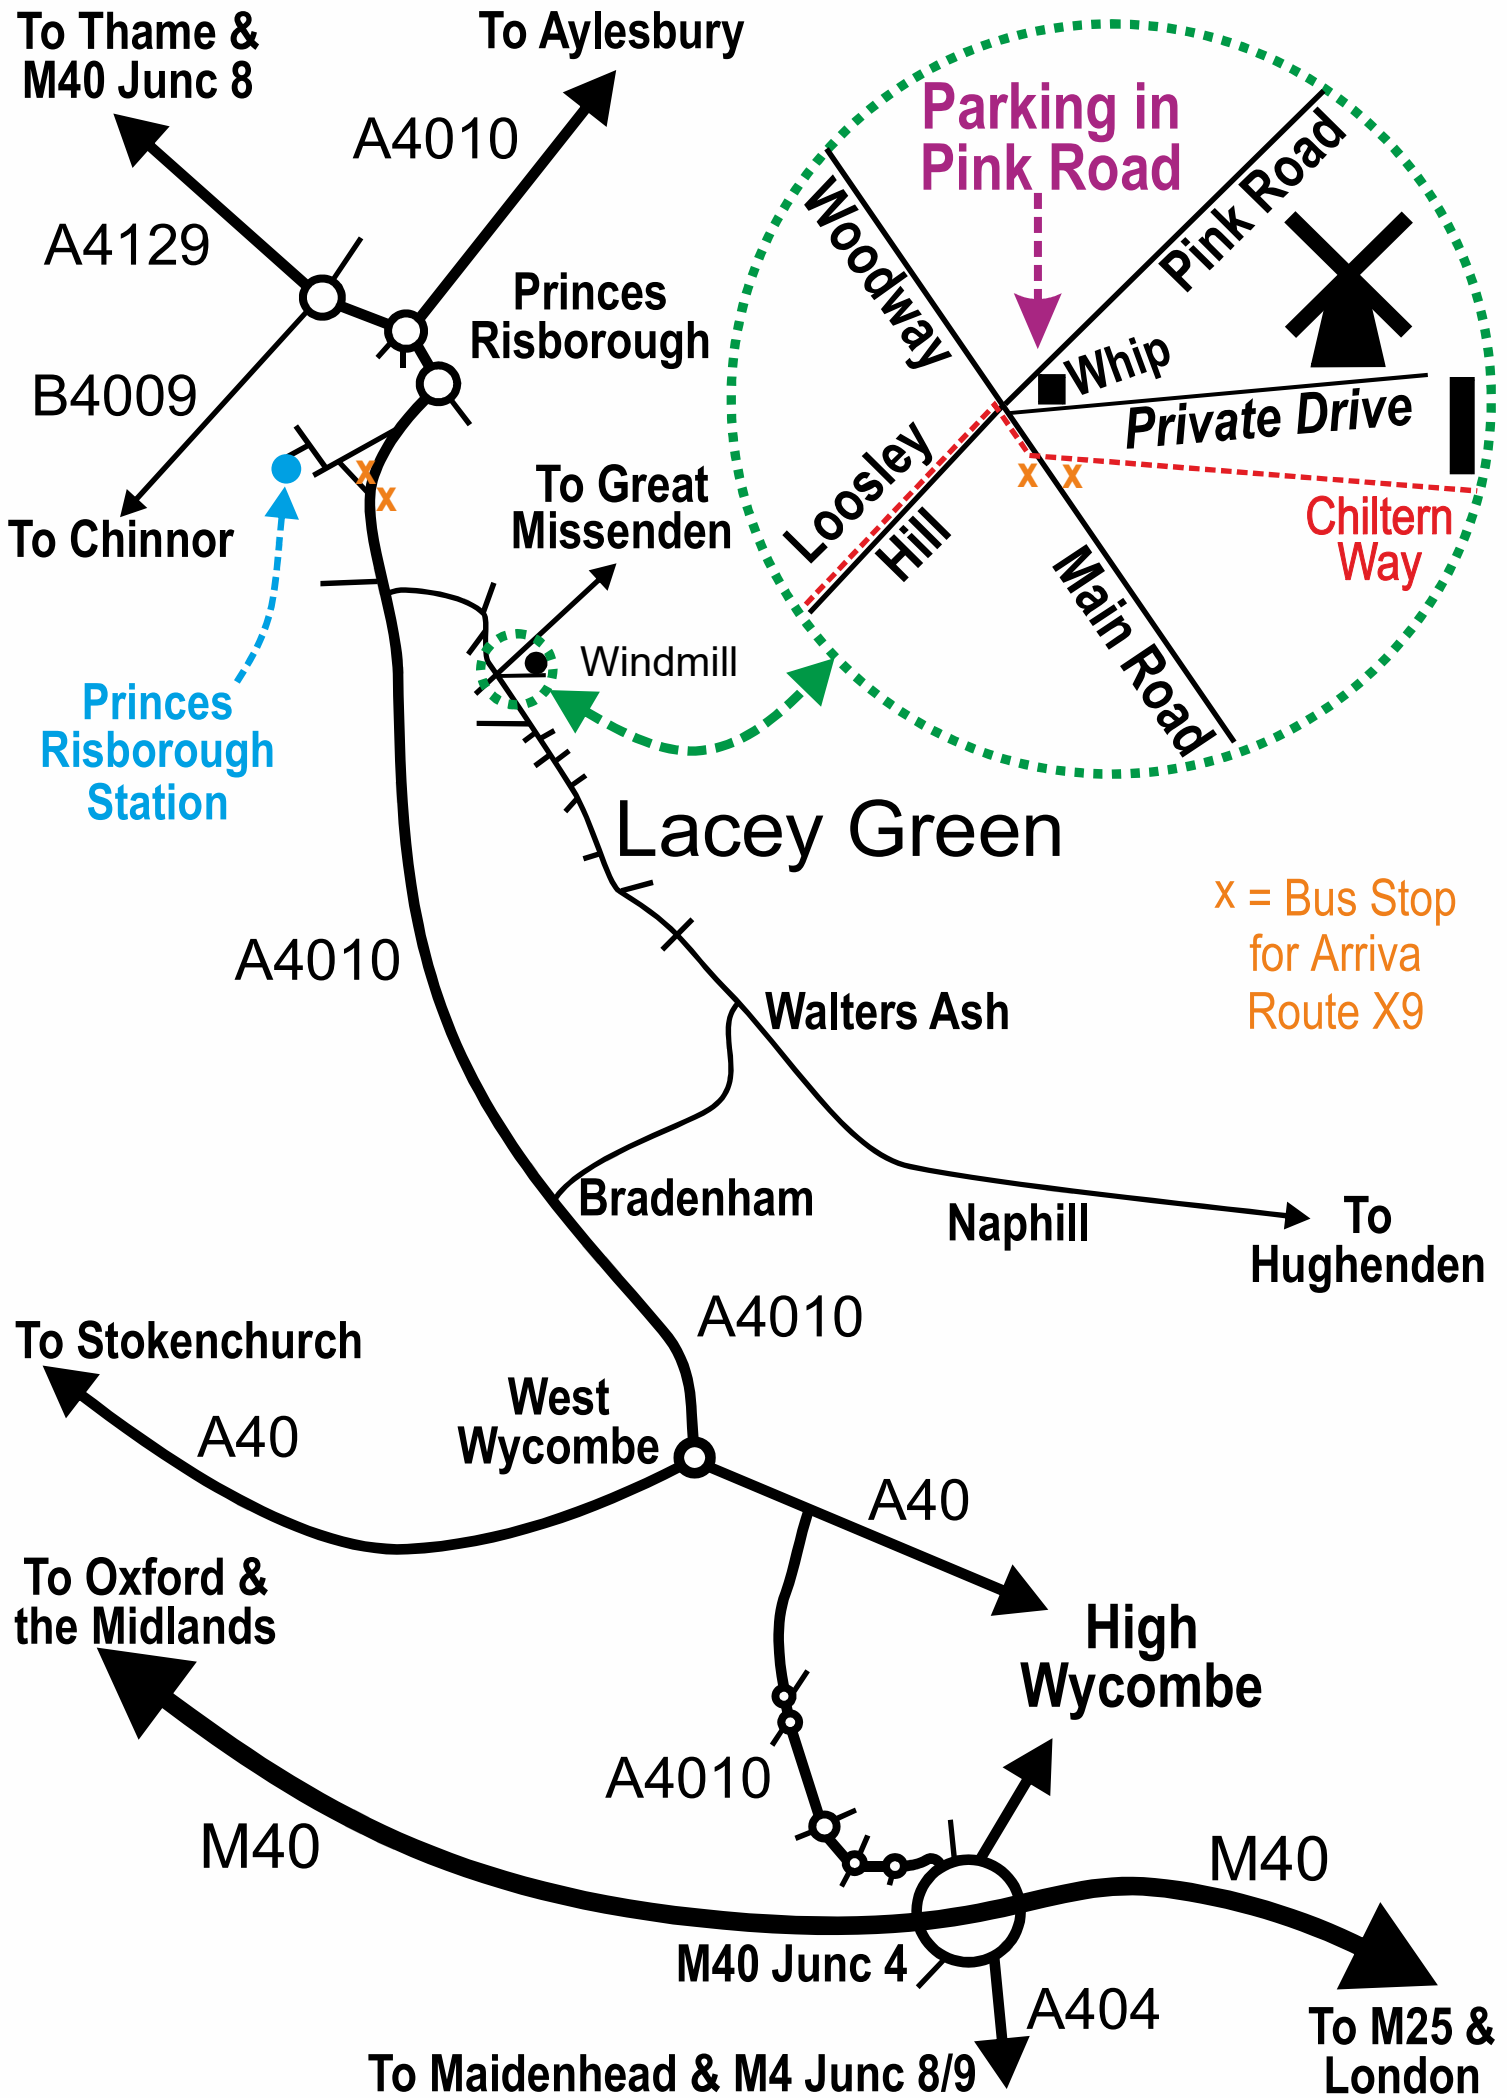 To Thame &
M40 Junc 8
To Aylesbury
A4010
A4129
Princes
Risborough
B4009
To Chinnor
To Great
Missenden
Windmill
Princes
Risborough
Station
Parking in
Pink Road
Woodway
Pink Road
Whip
Private Drive
Loosley
Hill
x x
Chiltern
Way
Main Road
x
x
Lacey Green
x = Bus Stop
for Arriva
Route X9
A4010
Walters Ash
Bradenham
Naphill
To
Hughenden
A4010
To Stokenchurch
A40
West
Wycombe
A40
To Oxford &
the Midlands
High
Wycombe
A4010
M40
M40
M40 Junc 4
A404
To M25 &
London
To Maidenhead & M4 Junc 8/9